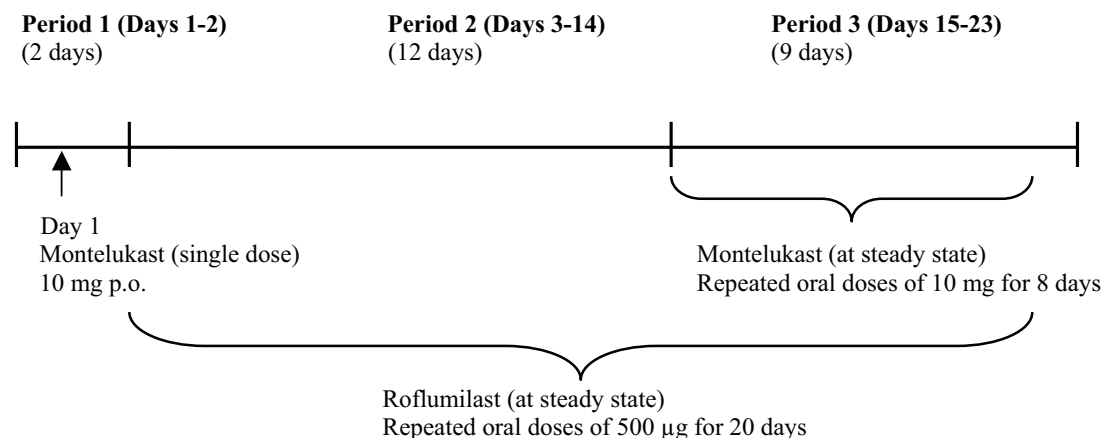 Period 1 (Days 1-2)
(2 days)
Period 2 (Days 3-14)
(12 days)
Period 3 (Days 15-23)
(9 days)
Day 1
Montelukast (single dose)
10 mg p.o.
Montelukast (at steady state)
Repeated oral doses of 10 mg for 8 days
Roflumilast (at steady state)
Repeated oral doses of 500 µg for 20 days